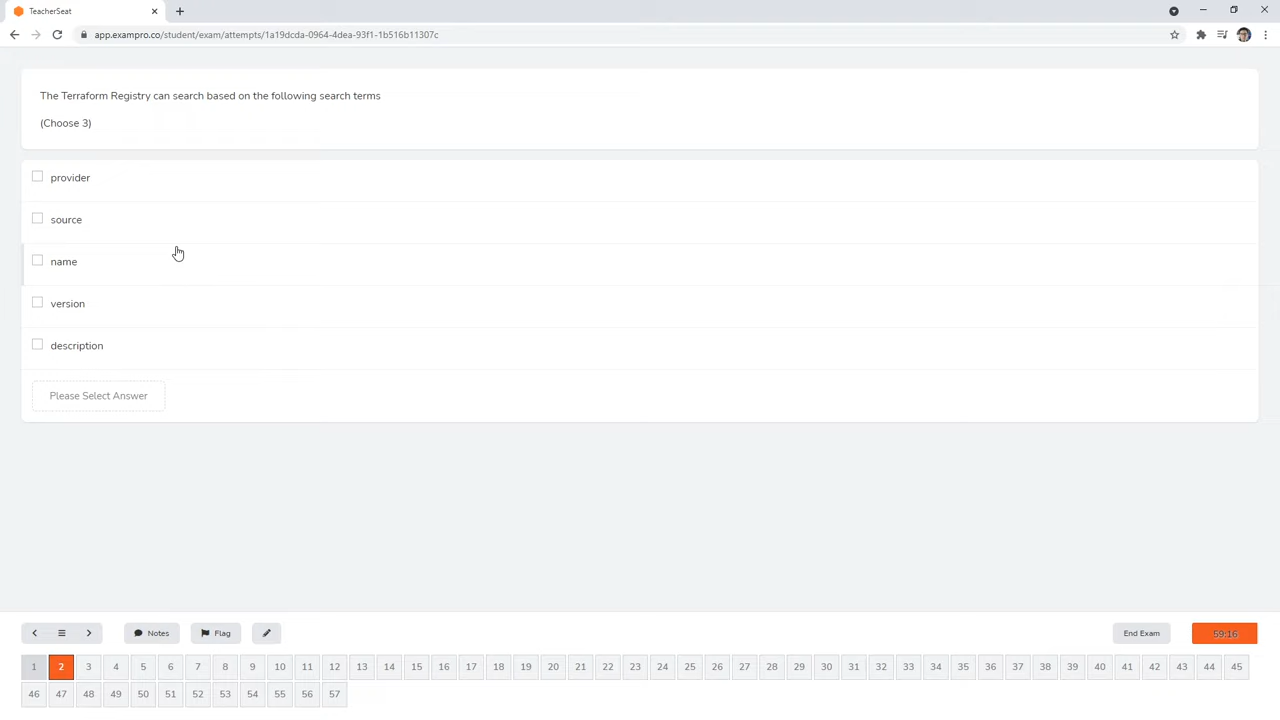 TeacherSeat
app.exampro.co/student/exam/attempts/1a19dcda-0964-4dea-93f1-1b516b11307c
The Terraform Registry can search based on the following search terms
(Choose 3)
provider
source
name
version
description
Please Select Answer
Notes
Flag
End Exam
59:16
1 2 3 4 5 6 7 8 9 10 11 12 13 14 15 16 17 18 19 20 21 22 23 24 25 26 27 28 29 30 31 32 33 34 35 36 37 38 39 40 41 42 43 44 45
46 47 48 49 50 51 52 53 54 55 56 57